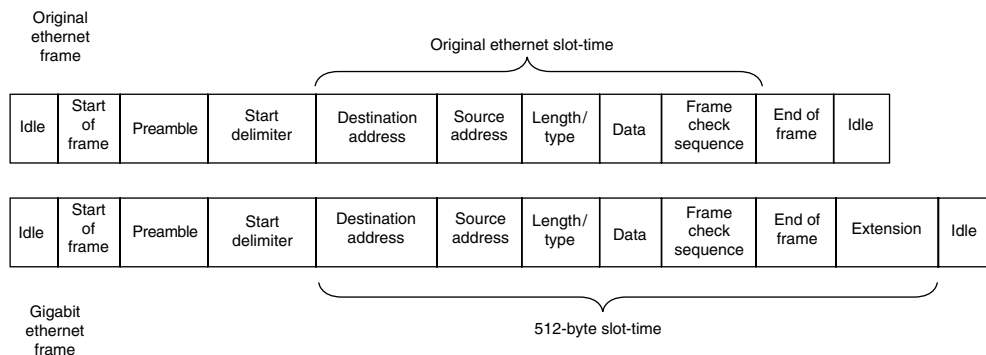 Original
ethernet
frame
Original ethernet slot-time
Idle
Start
of
frame
Preamble
Start
delimiter
Destination
address
Source
address
Length/
type
Data
Frame
check
sequence
End of
frame
Idle
Idle
Start
of
frame
Preamble
Start
delimiter
Destination
address
Source
address
Length/
type
Data
Frame
check
sequence
End of
frame
Extension
Idle
Gigabit
ethernet
frame
512-byte slot-time